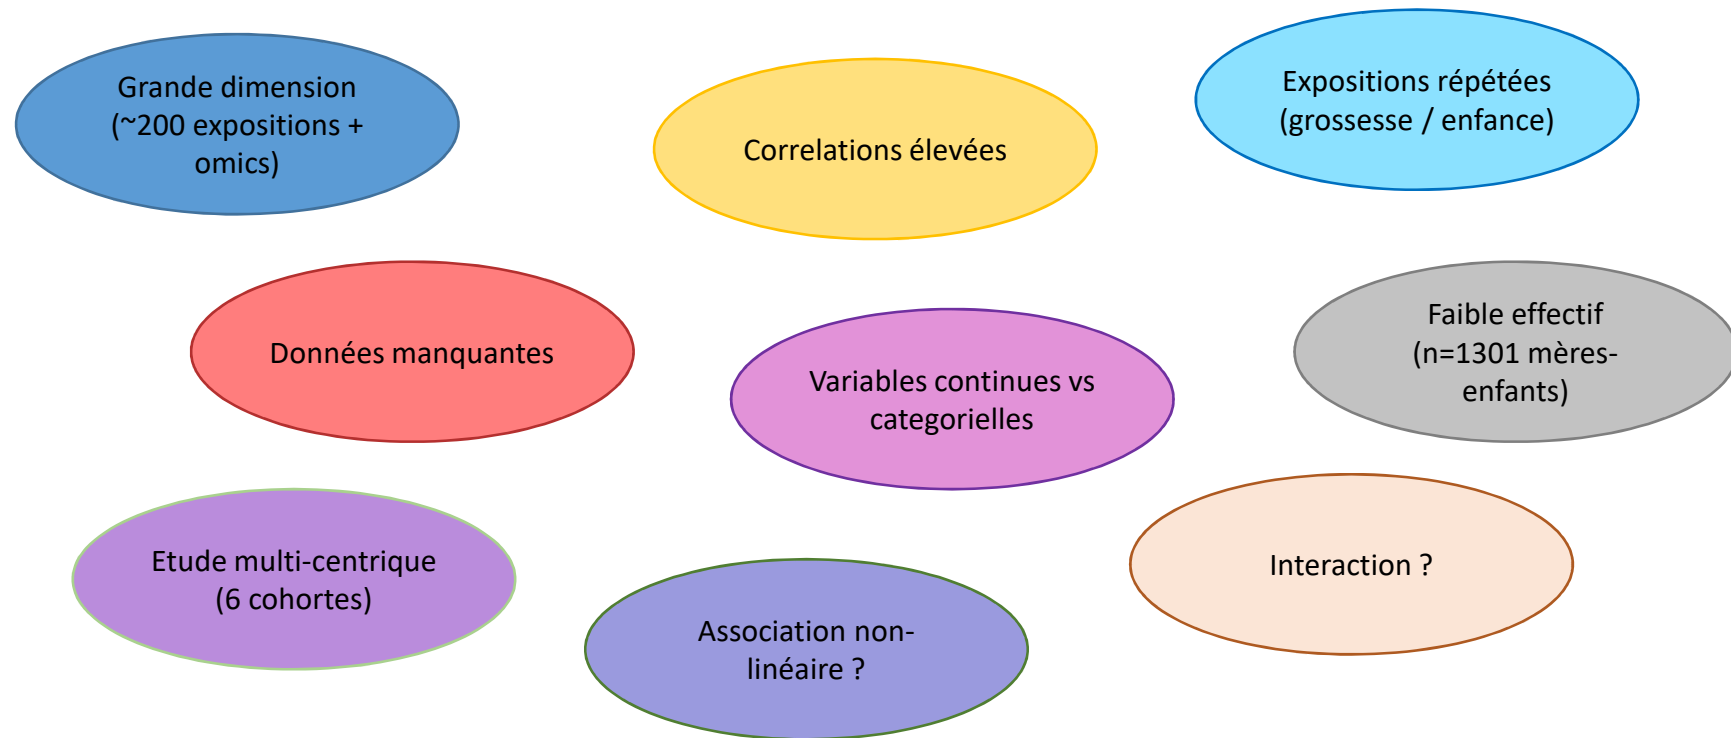 Grande dimension
(~200 expositions +
omics)
Correlations élevées
Expositions répétées
(grossesse / enfance)
Données manquantes
Variables continues vs
categorielles
Faible effectif
(n=1301 mères-
enfants)
Etude multi-centrique
(6 cohortes)
Association non-
linéaire ?
Interaction ?